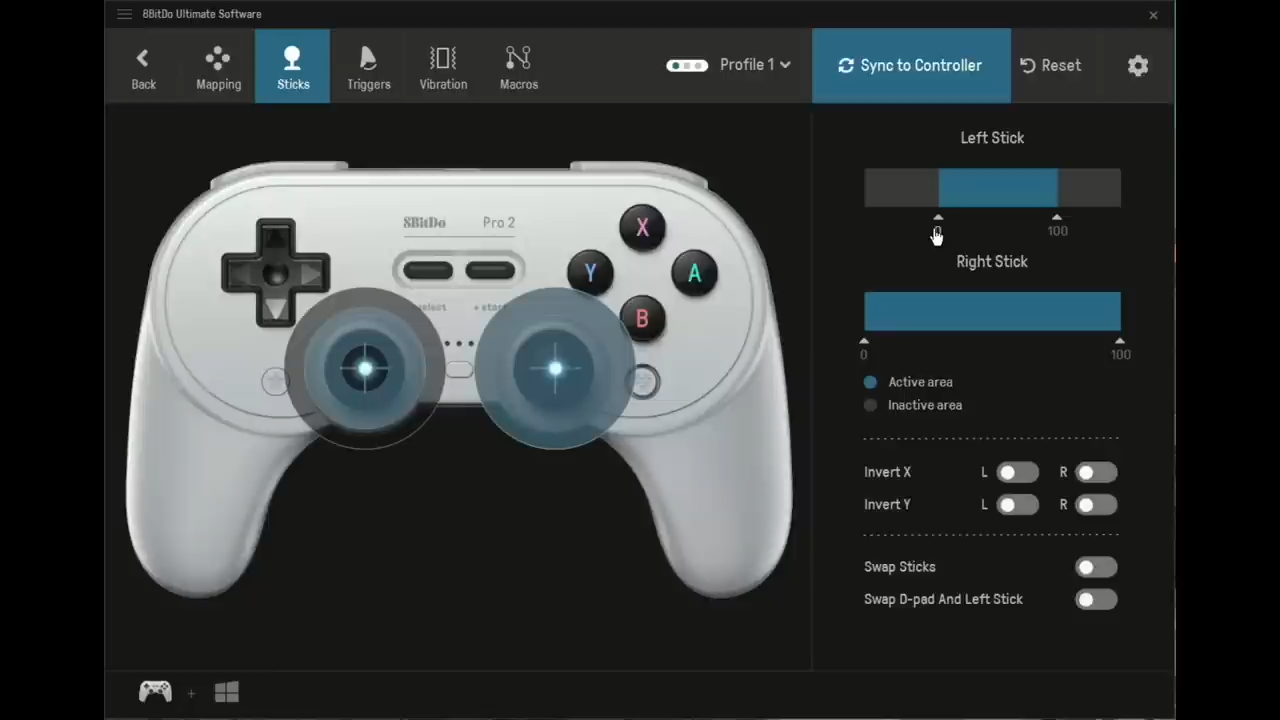 8BitDo Ultimate Software
Back
Mapping
Sticks
Triggers
Vibration
Macros
Profile 1
Sync to Controller
Reset
Left Stick
100
Right Stick
0
100
Active area
Inactive area
Invert X
L
R
Invert Y
L
R
Swap Sticks
Swap D-pad And Left Stick
8BitDo
Pro 2
X
Y
A
B